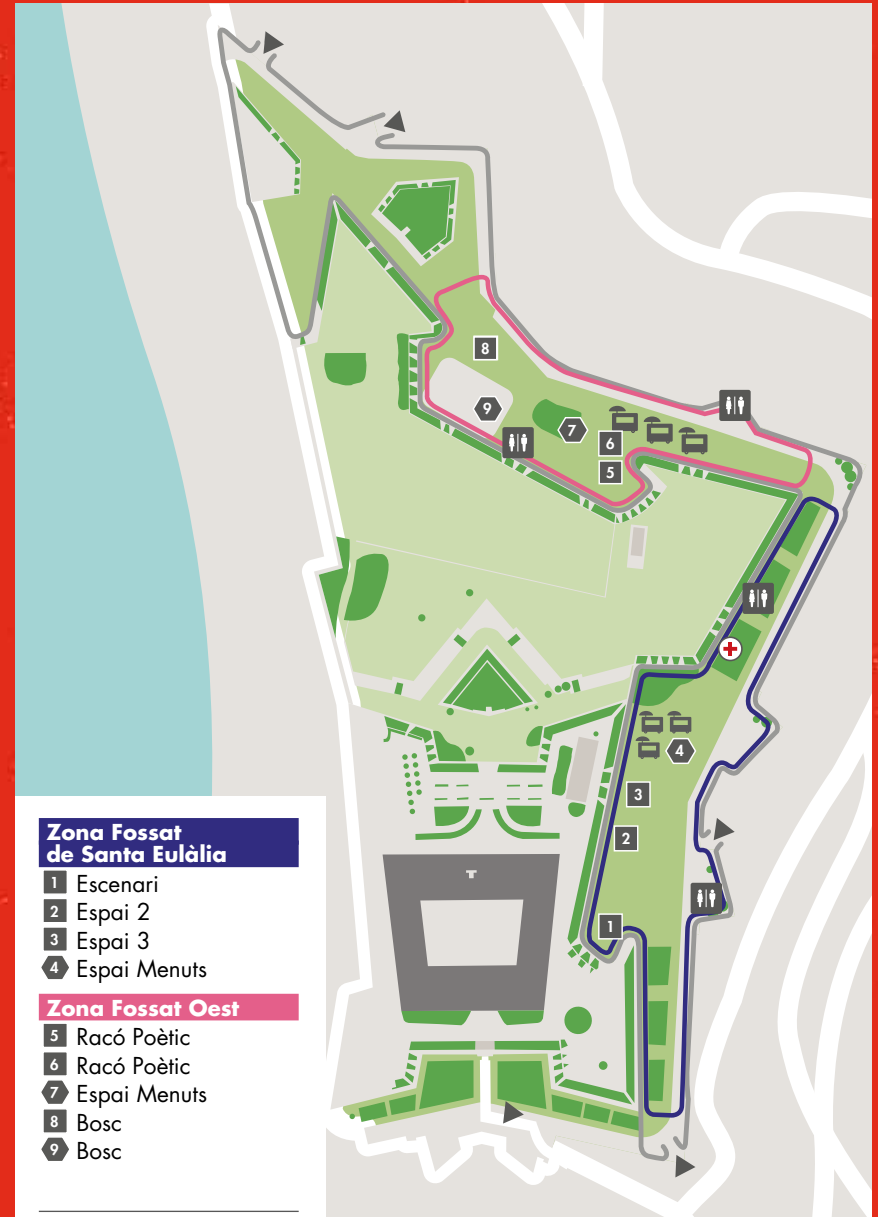 8
9
7
6
5
4
3
2
1
T
Zona Fossat
de Santa Eulàlia
1 Escenari
2 Espai 2
3 Espai 3
4 Espai Menuts
Zona Fossat Oest
5 Racó Poètic
6 Racó Poètic
7 Espai Menuts
8 Bosc
9 Bosc